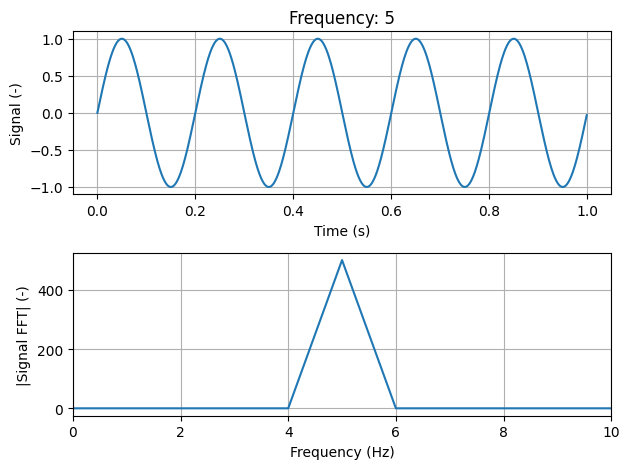 Frequency: 5
1.0
0.5
0.0
−0.5
−1.0
Signal (-)
0.0 0.2 0.4 0.6 0.8 1.0
Time (s)
400
200
0
|Signal FFT| (-)
0 2 4 6 8 10
Frequency (Hz)